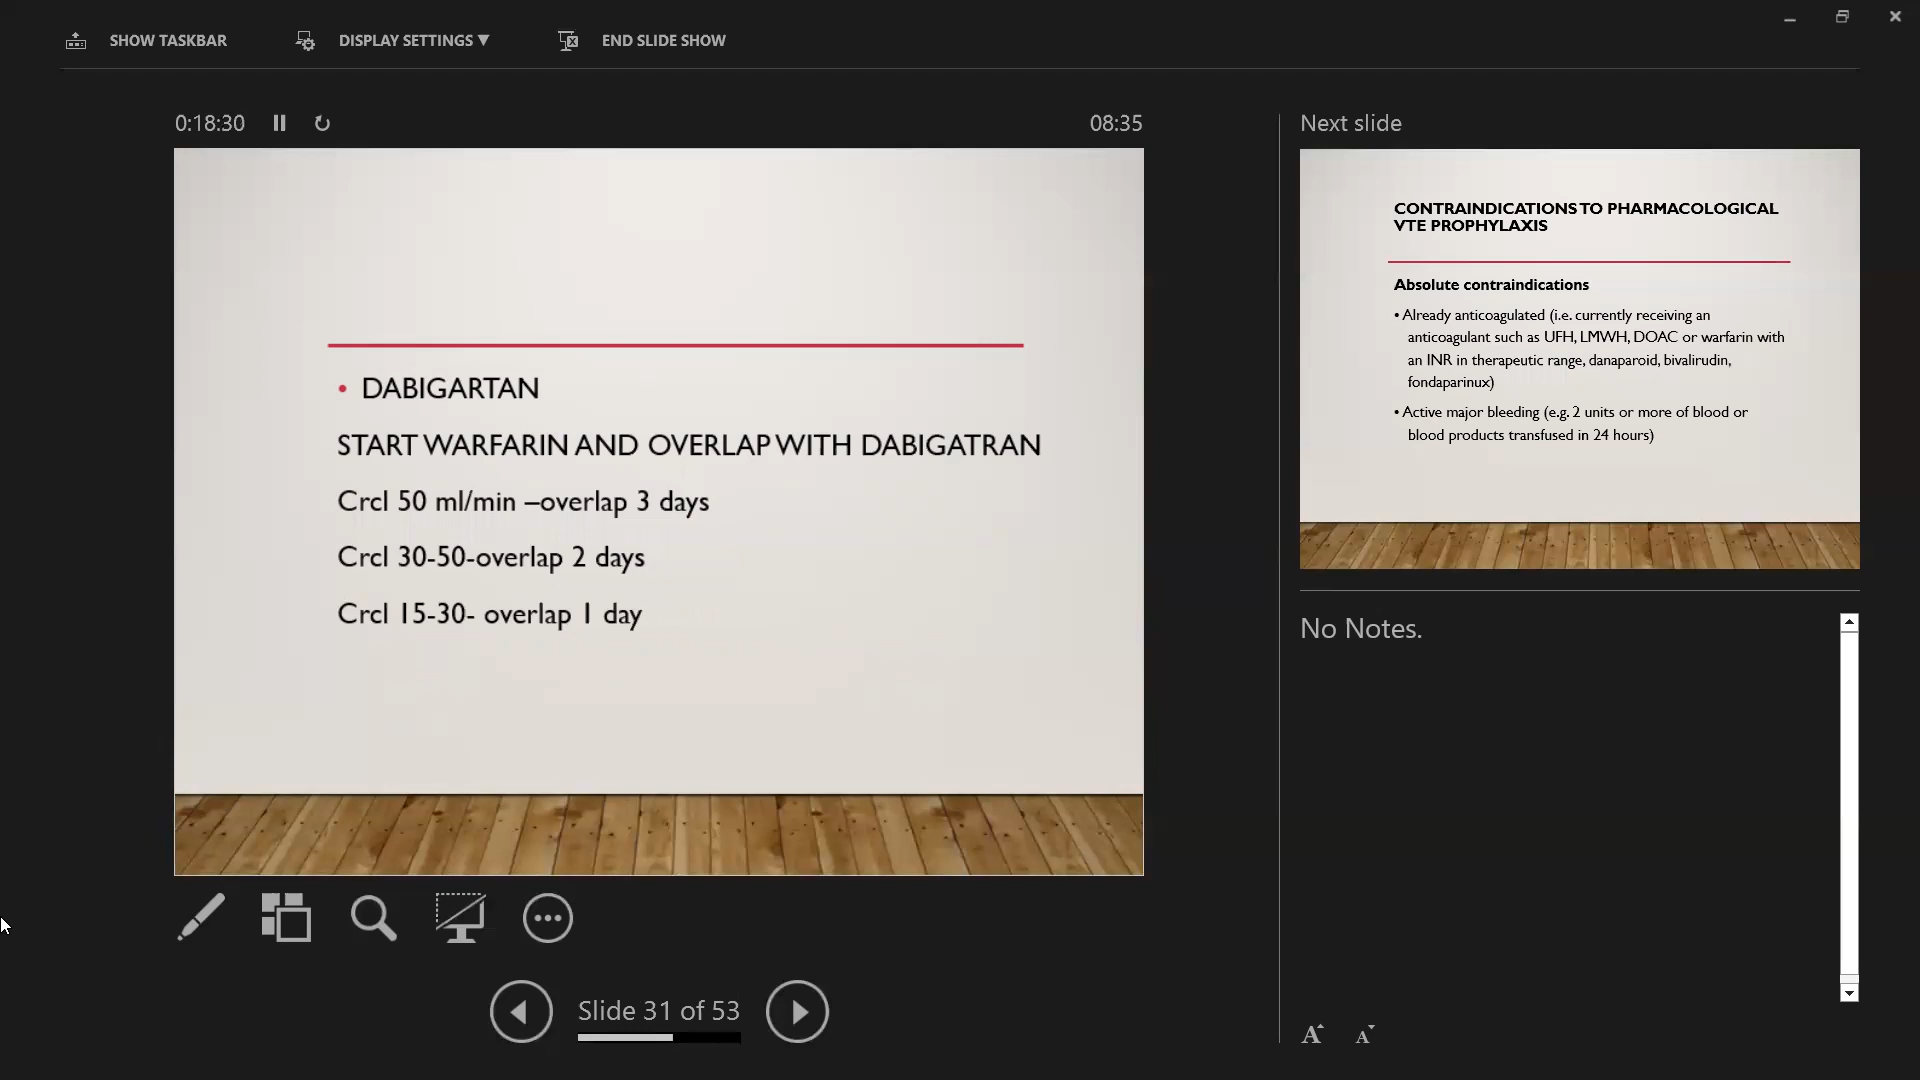 SHOW TASKBAR
DISPLAY SETTINGS ▼
END SLIDE SHOW
0:18:30
08:35
• DABIGARTAN
START WARFARIN AND OVERLAP WITH DABIGATRAN
Crcl 50 ml/min –overlap 3 days
Crcl 30-50-overlap 2 days
Crcl 15-30- overlap 1 day
Slide 31 of 53
Next slide
CONTRAINDICATIONS TO PHARMACOLOGICAL
VTE PROPHYLAXIS
Absolute contraindications
• Already anticoagulated (i.e. currently receiving an
anticoagulant such as UFH, LMWH, DOAC or warfarin with
an INR in therapeutic range, danaparoid, bivalirudin,
fondaparinux)
• Active major bleeding (e.g. 2 units or more of blood or
blood products transfused in 24 hours)
No Notes.
A A